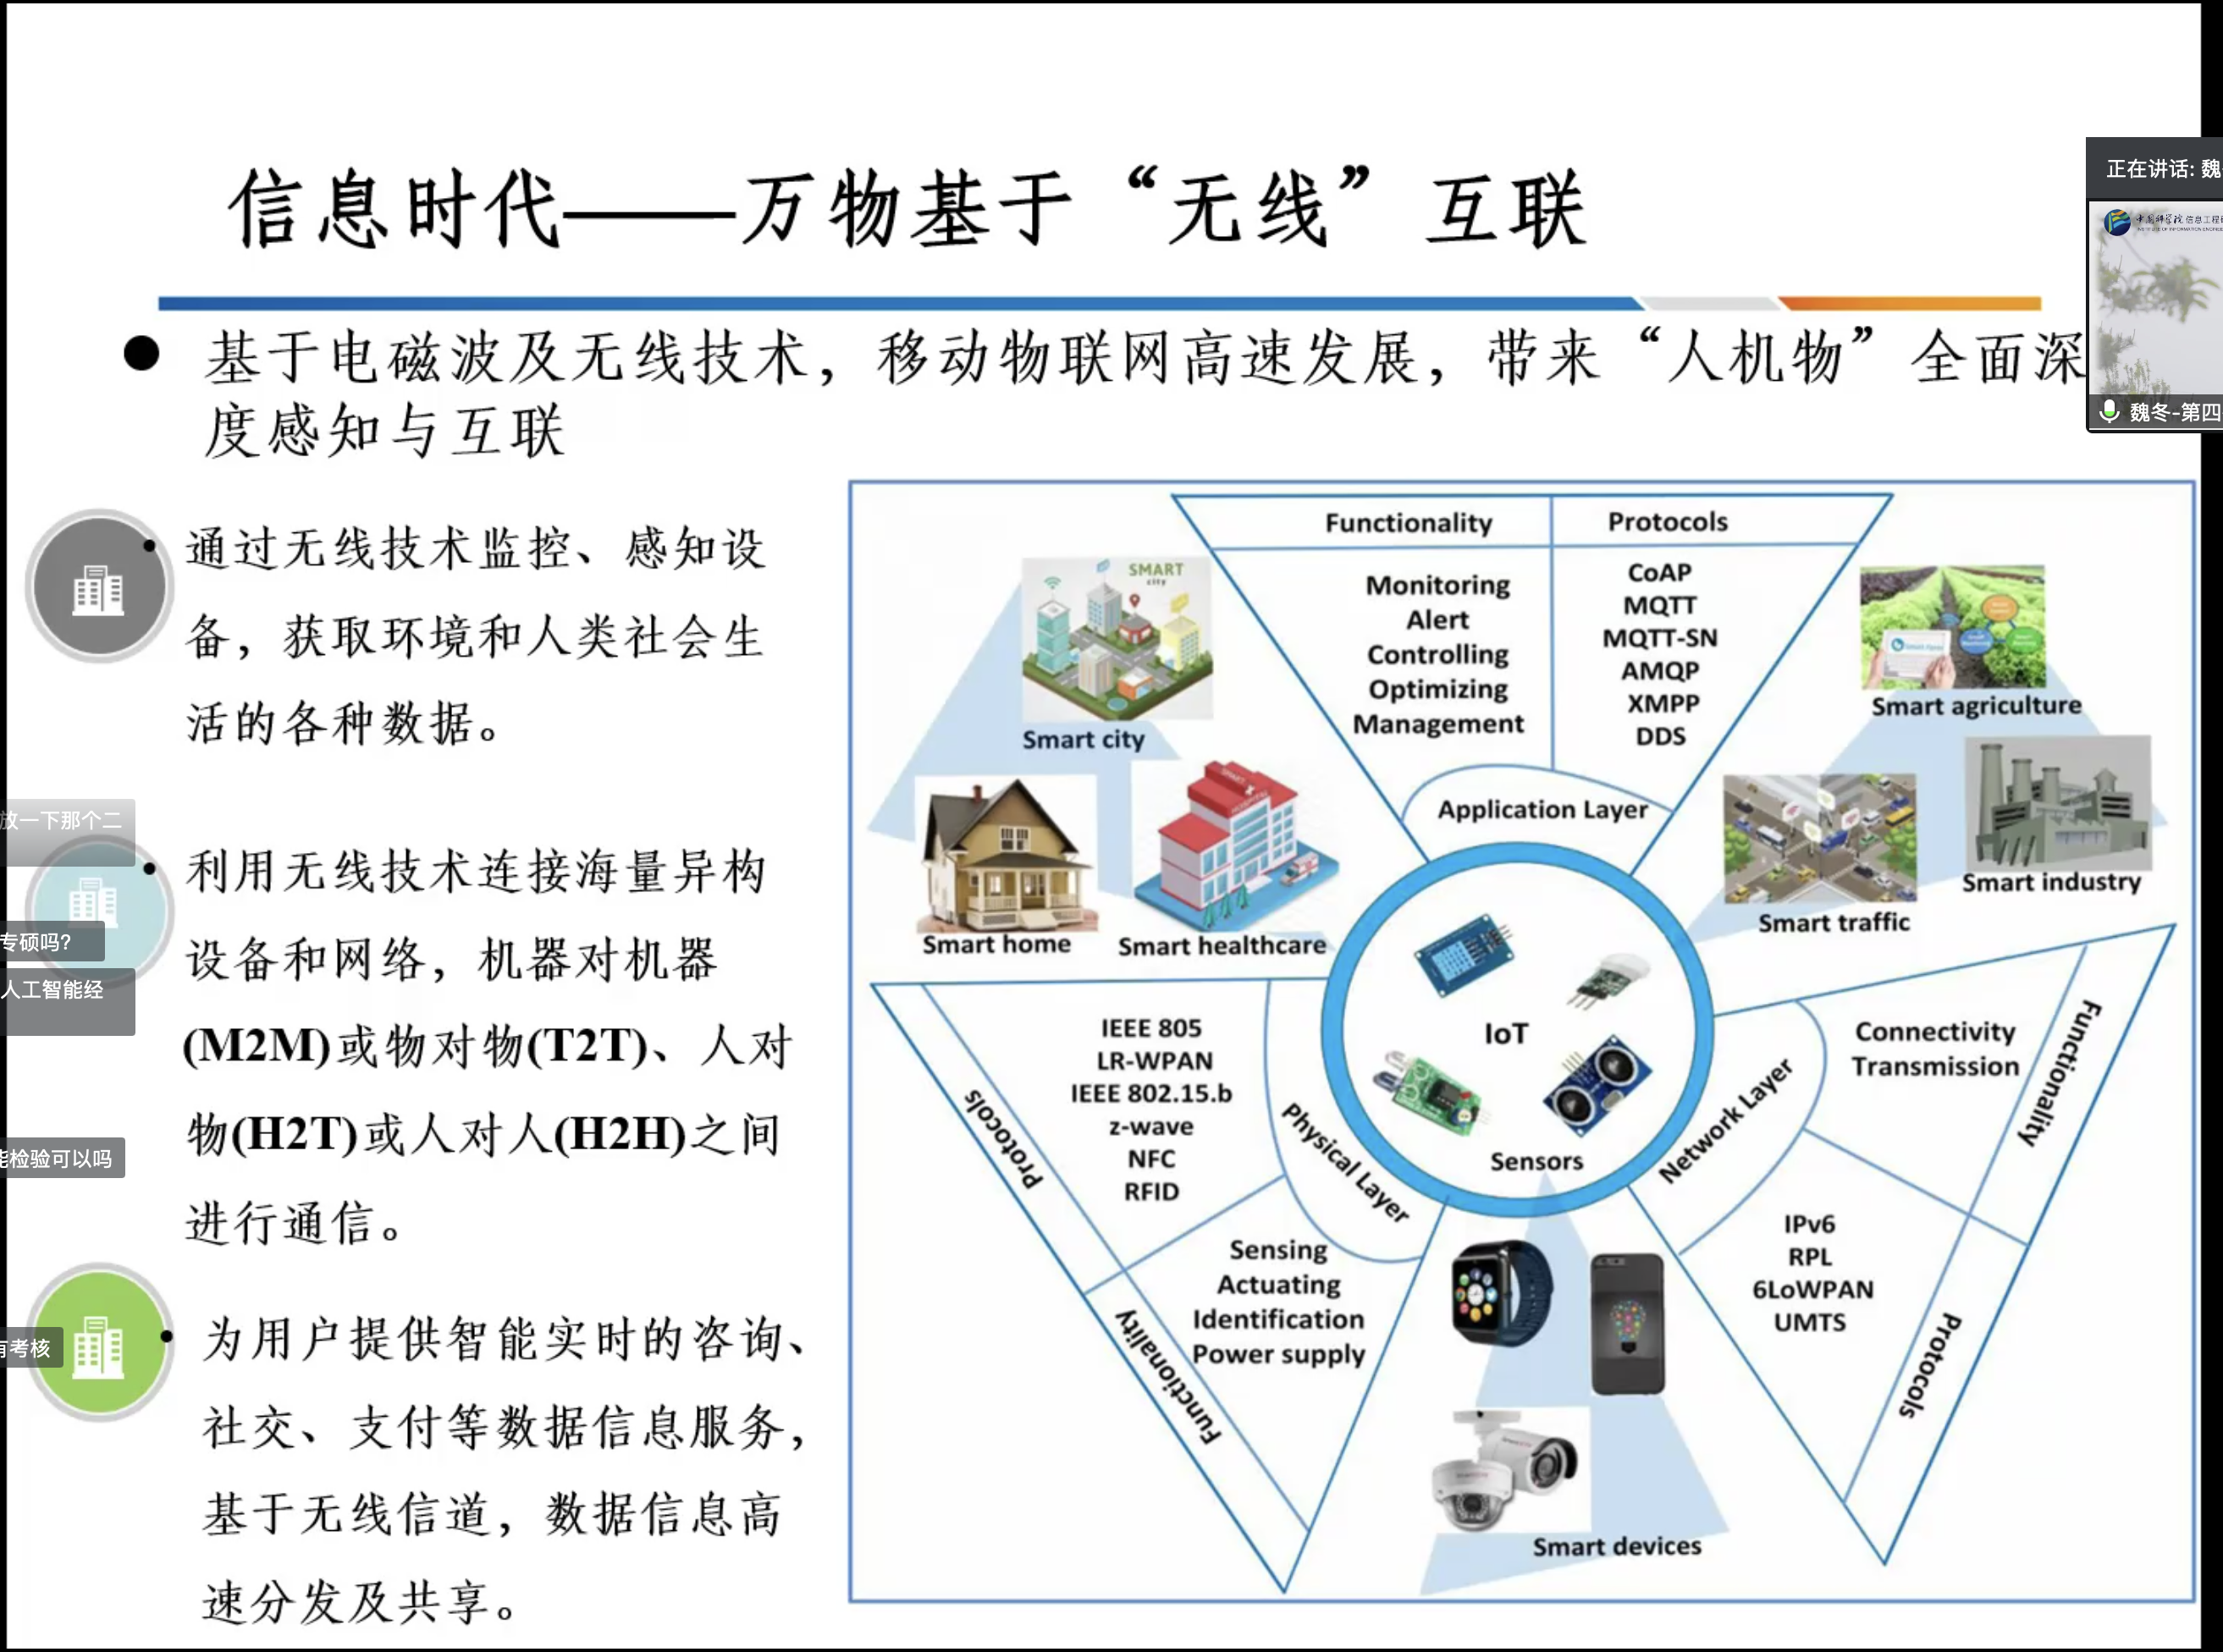 信息时代——万物基于“无线”互联
正在讲话: 魏
中国科学院 信息工程
魏冬-第四
基于电磁波及无线技术，移动物联网高速发展，带来“人机物”全面深
度感知与互联
通过无线技术监控、感知设
备，获取环境和人类社会生
活的各种数据。
放一下那个二
利用无线技术连接海量异构
专硕吗?
设备和网络，机器对机器
人工智能经
(M2M)或物对物(T2T)、人对
物(H2T)或人对人(H2H)之间
能检验可以吗
进行通信。
为用户提供智能实时的咨询、
有考核
社交、支付等数据信息服务，
基于无线信道，数据信息高
速分发及共享。
Functionality
Protocols
Monitoring
Alert
Controlling
Optimizing
Management
CoAP
MQTT
MQTT-SN
AMQP
XMPP
DDS
Application Layer
SMART
city
Smart city
Smart home
Smart healthcare
Smart agriculture
Smart traffic
Smart industry
IoT
Sensors
Protocols
IEEE 805
LR-WPAN
IEEE 802.15.b
z-wave
NFC
RFID
Physical Layer
Functionality
Sensing
Actuating
Identification
Power supply
Network Layer
Connectivity
Transmission
Functionality
IPv6
RPL
6LoWPAN
UMTS
Protocols
Smart devices